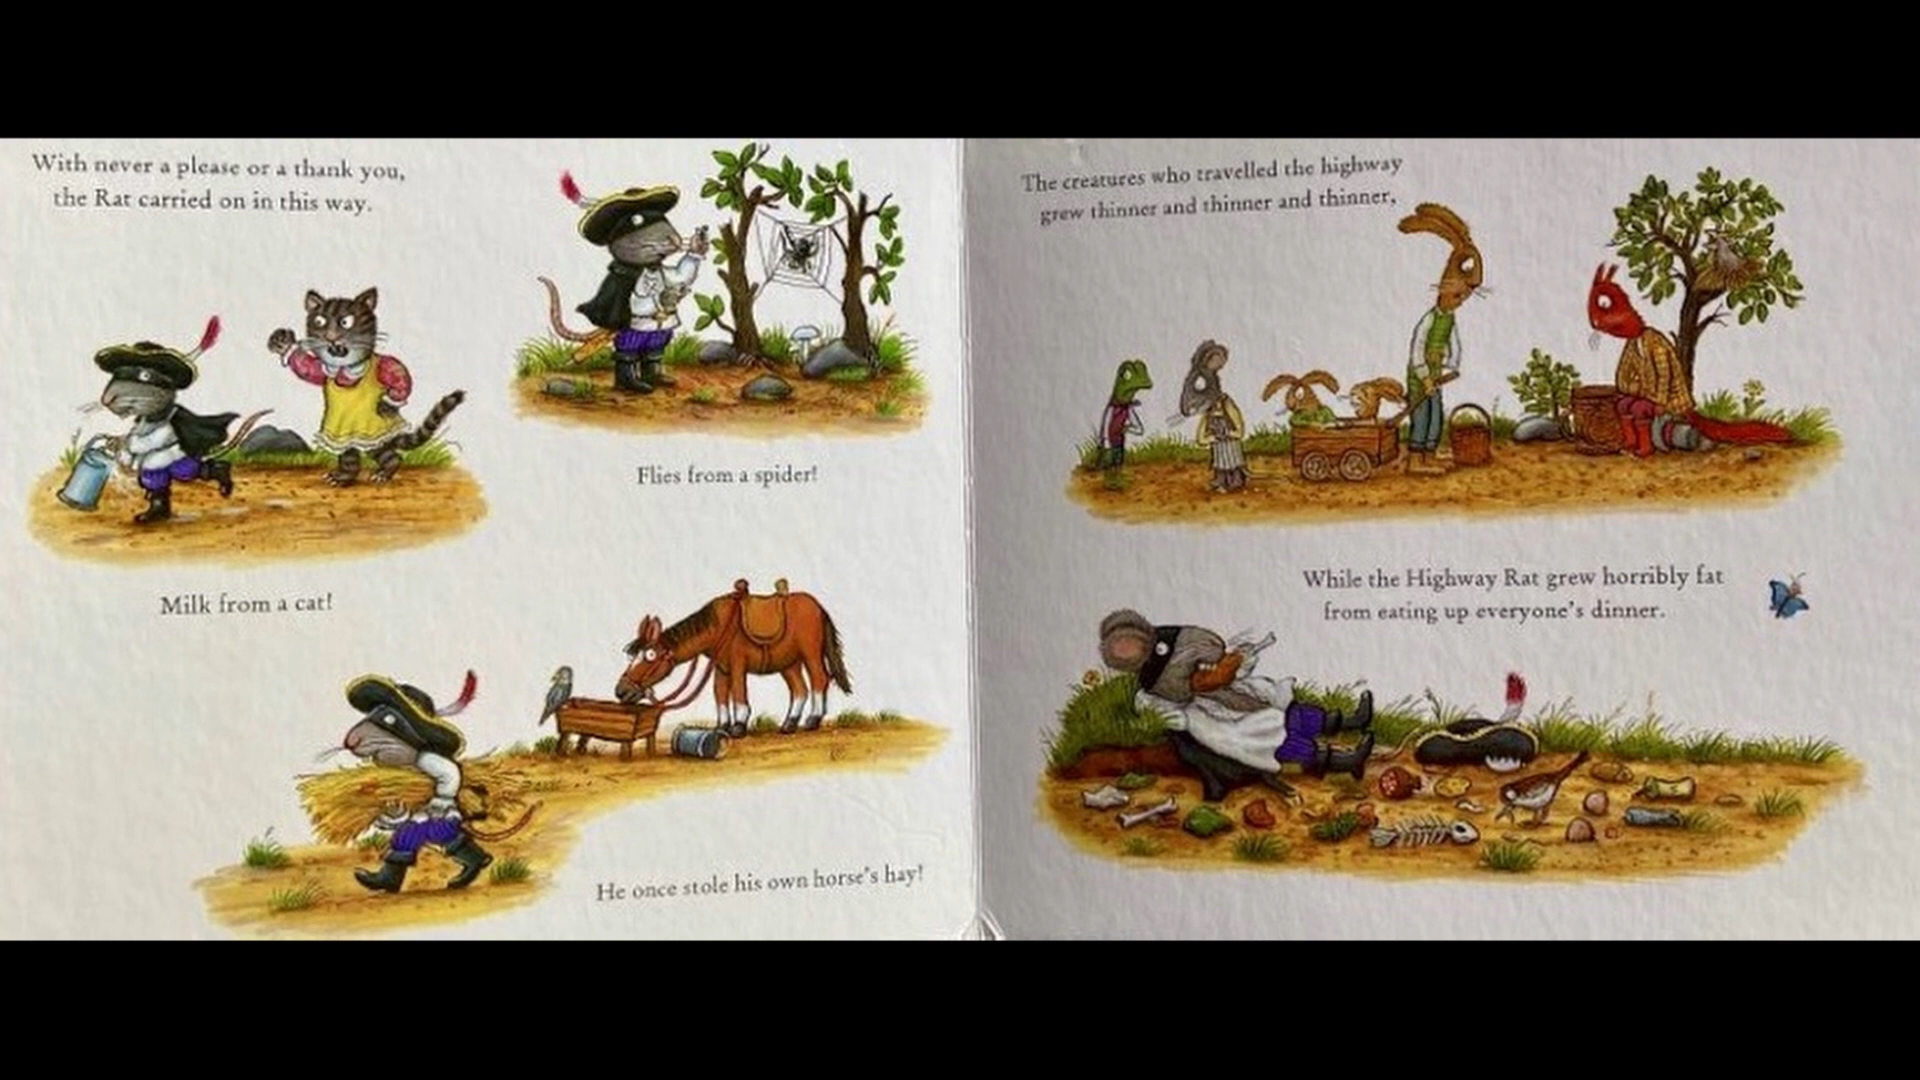 With never a please or a thank you,
the Rat carried on in this way.
Milk from a cat!
Flies from a spider!
He once stole his own horse's hay!
The creatures who travelled the highway
grew thinner and thinner and thinner,
While the Highway Rat grew horribly fat
from eating up everyone's dinner.